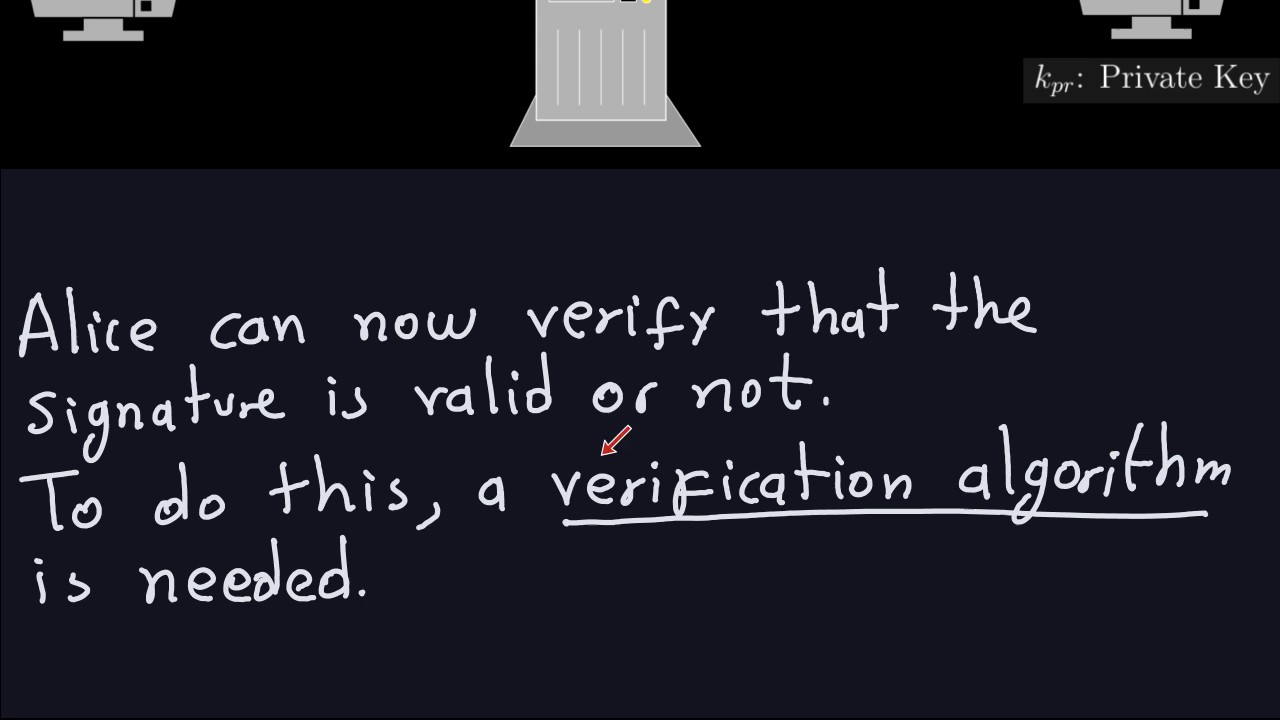 k_pr: Private Key
Alice can now verify that the
signature is valid or not.
To do this, a verification algorithm
is needed.